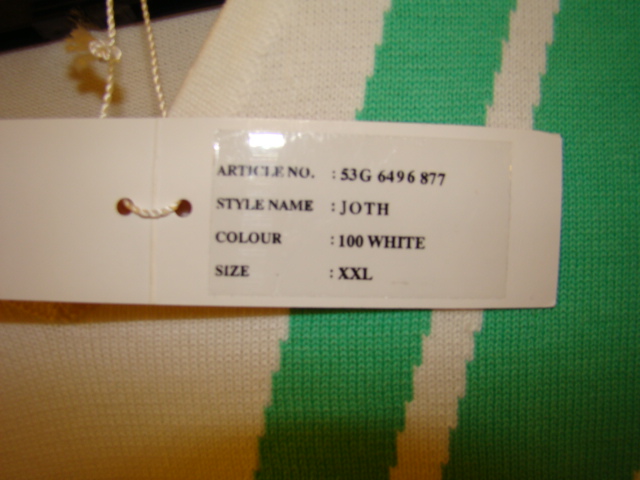 ARTICLE NO. : 53G 6496 877
STYLE NAME : JOTH
COLOUR : 100 WHITE
SIZE : XXL